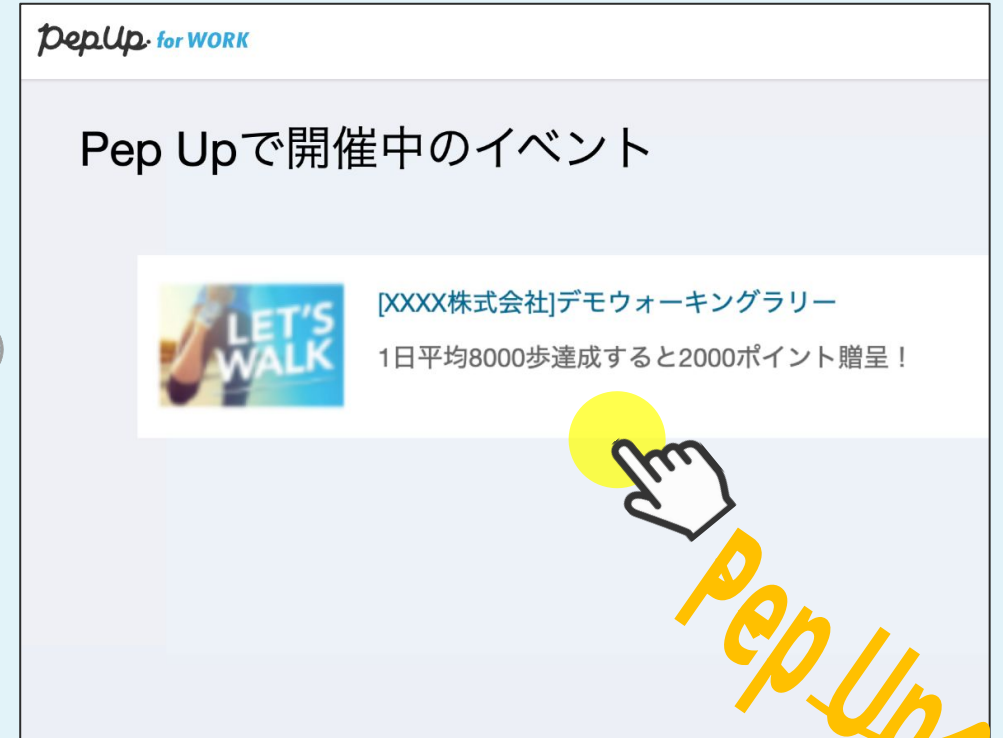 PepUp for WORK
Pep Upで開催中のイベント
LET'S
WALK
[XXXX株式会社]デモウォーキングラリー
1日平均8000歩達成すると2000ポイント贈呈！
Pep Up